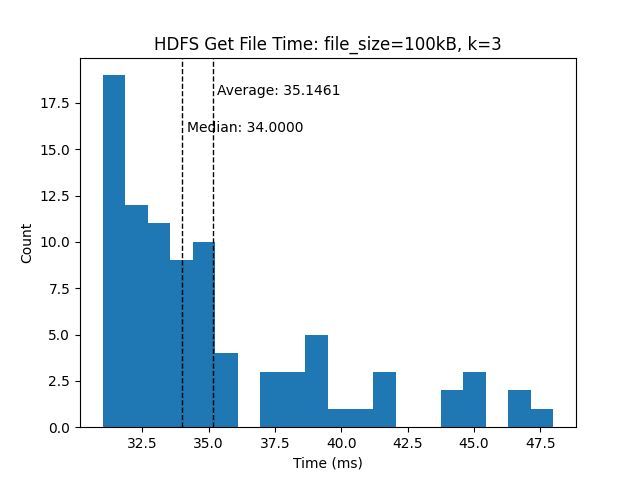 HDFS Get File Time: file_size=100kB, k=3
Average: 35.1461
Median: 34.0000
17.5
15.0
12.5
10.0
7.5
5.0
2.5
0.0
Count
32.5 35.0 37.5 40.0 42.5 45.0 47.5
Time (ms)